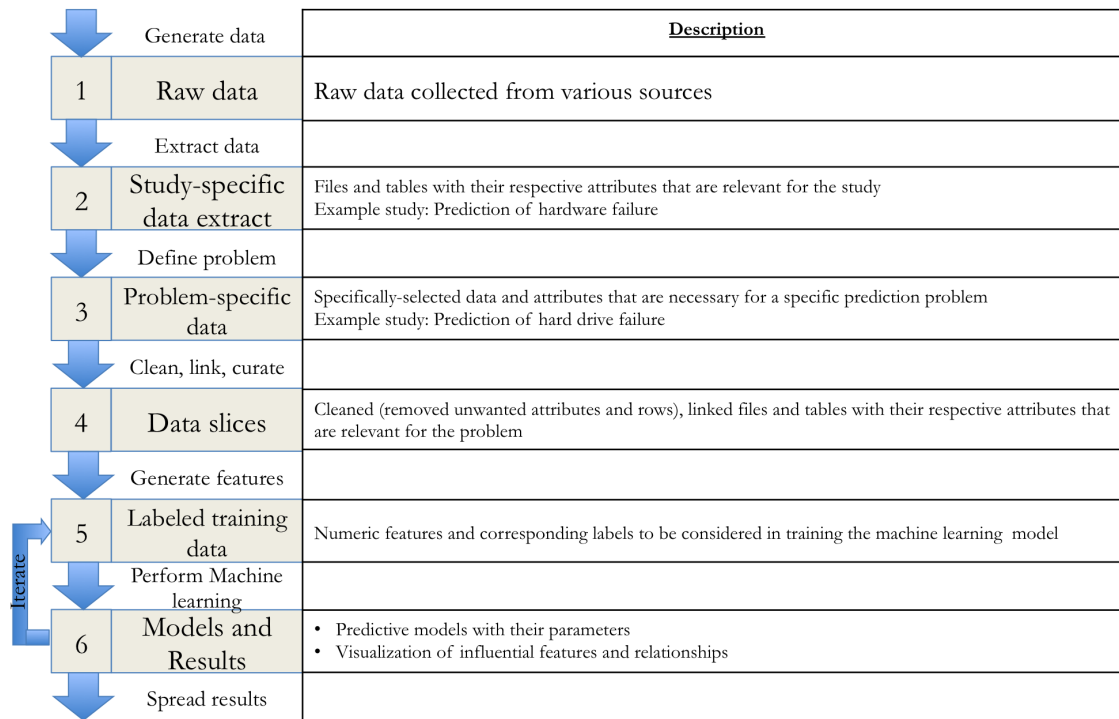 Generate data
Description
1
Raw data
Raw data collected from various sources
Extract data
2
Study-specific
data extract
Files and tables with their respective attributes that are relevant for the study
Example study: Prediction of hardware failure
Define problem
3
Problem-specific
data
Specifically-selected data and attributes that are necessary for a specific prediction problem
Example study: Prediction of hard drive failure
Clean, link, curate
4
Data slices
Cleaned (removed unwanted attributes and rows), linked files and tables with their respective attributes that
are relevant for the problem
Generate features
5
Labeled training
data
Numeric features and corresponding labels to be considered in training the machine learning model
Iterate
Perform Machine
learning
6
Models and
Results
• Predictive models with their parameters
• Visualization of influential features and relationships
Spread results